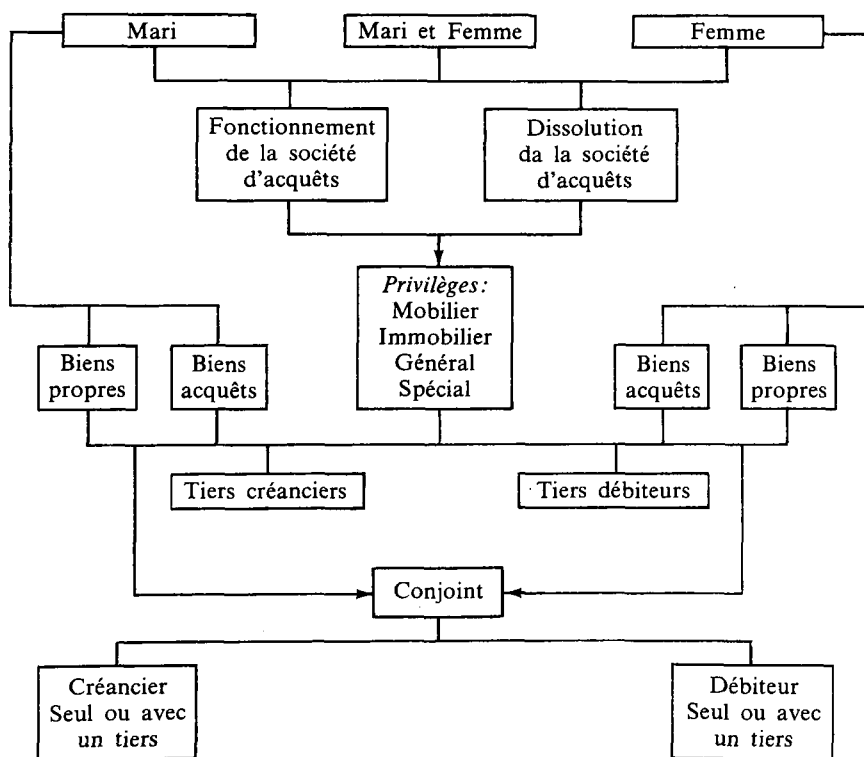 Mari
Mari et Femme
Femme
Fonctionnement
de la société
d'acquêts
Dissolution
da la société
d'acquêts
Privilèges :
Mobilier
Immobilier
Général
Spécial
Biens
propres
Biens
acquêts
Biens
acquêts
Biens
propres
Tiers créanciers
Tiers débiteurs
Conjoint
Créancier
Seul ou avec
un tiers
Débiteur
Seul ou avec
un tiers